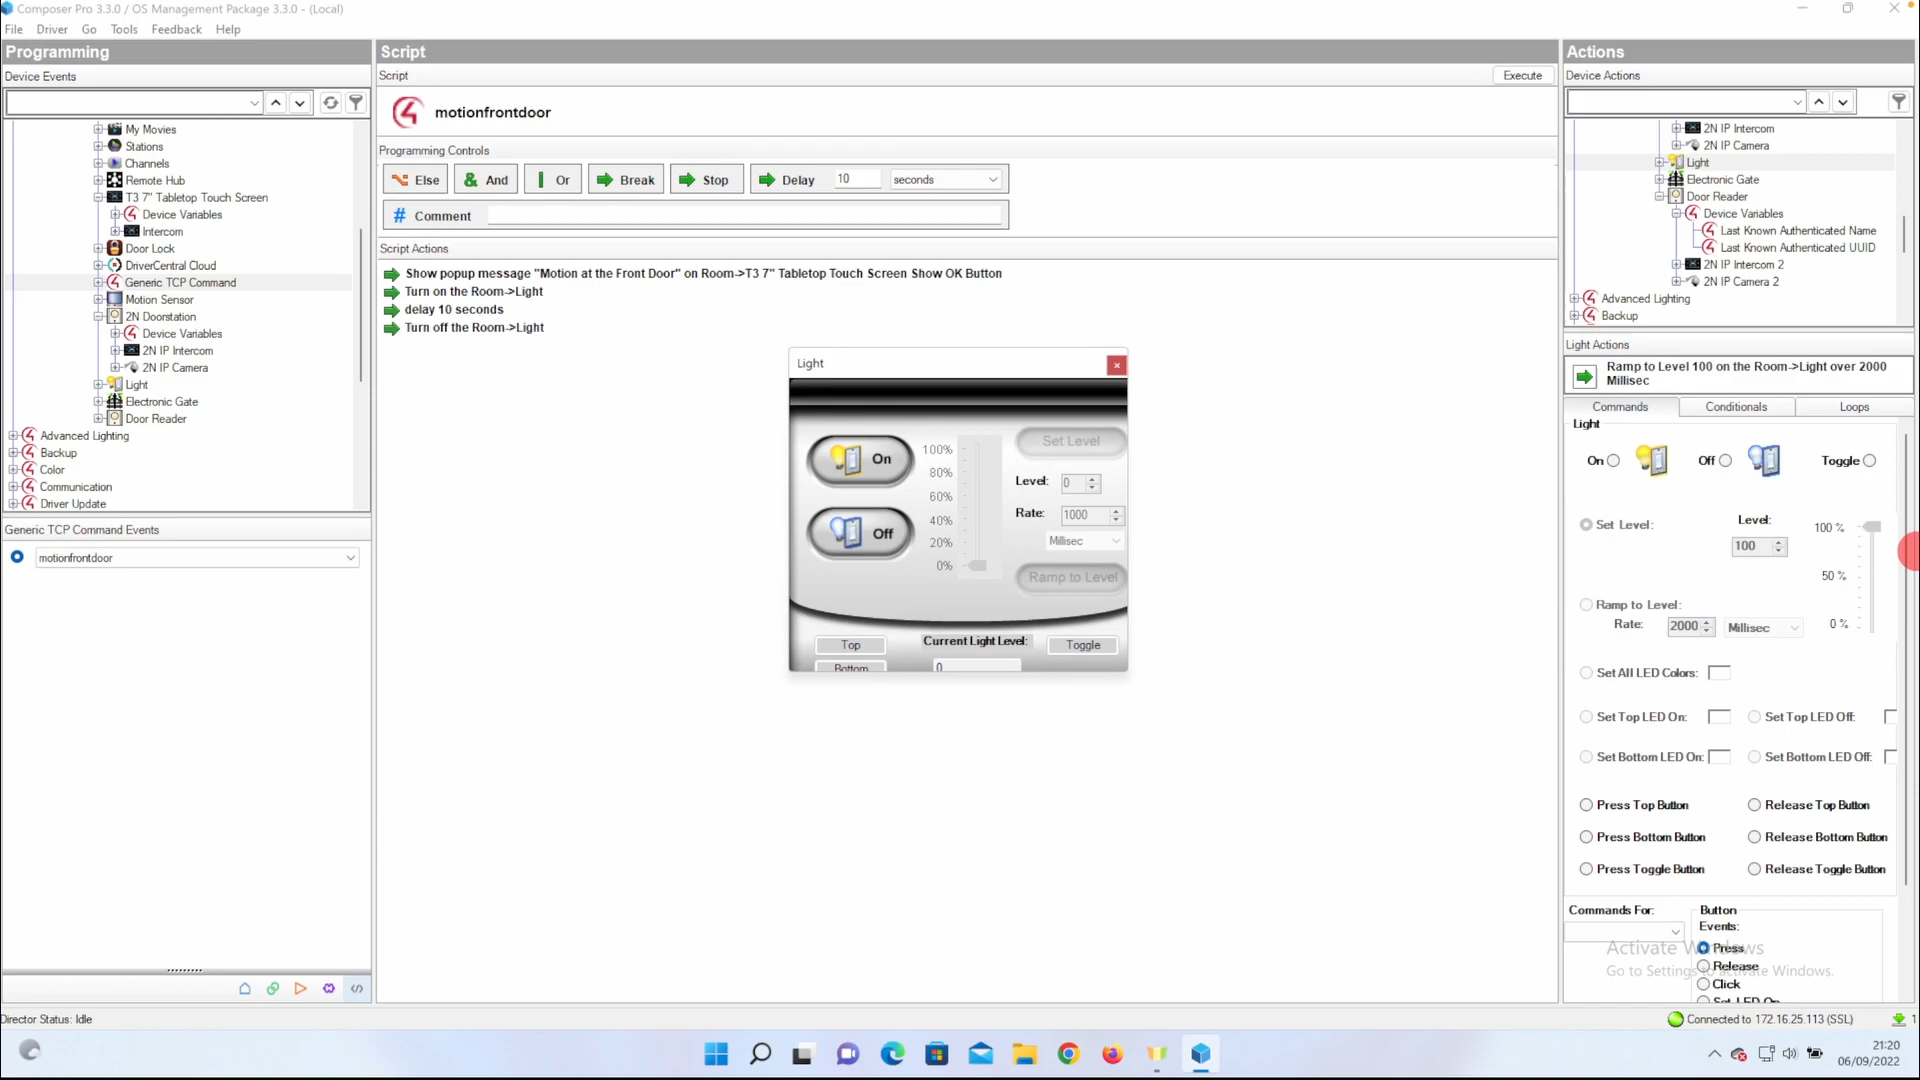 Composer Pro 3.3.0 / OS Management Package 3.3.0 - (Local)
File Driver Go Tools Feedback Help
Programming
Device Events
My Movies
Stations
Channels
Remote Hub
T3 7" Tabletop Touch Screen
Device Variables
Intercom
Door Lock
DriverCentral Cloud
Generic TCP Command
Motion Sensor
2N Doorstation
Device Variables
2N IP Intercom
2N IP Camera
Light
Electronic Gate
Door Reader
Advanced Lighting
Backup
Color
Communication
Driver Update
Generic TCP Command Events
motionfrontdoor
Director Status: Idle
Script
Script
Execute
motionfrontdoor
Programming Controls
Else And Or Break Stop Delay 10 seconds
# Comment
Script Actions
Show popup message "Motion at the Front Door" on Room->T3 7" Tabletop Touch Screen Show OK Button
Turn on the Room->Light
delay 10 seconds
Turn off the Room->Light
Light
On
Off
100%
80%
60%
40%
20%
0%
Set Level
Level: 0
Rate: 1000
Millisec
Ramp to Level
Top
Bottom
Current Light Level:
0
Toggle
Actions
Device Actions
2N IP Intercom
2N IP Camera
Light
Electronic Gate
Door Reader
Device Variables
Last Known Authenticated Name
Last Known Authenticated UUID
2N IP Intercom 2
2N IP Camera 2
Advanced Lighting
Backup
Light Actions
Ramp to Level 100 on the Room->Light over 2000
Millisec
Commands Conditionals Loops
Light
On Off Toggle
Set Level: Level:
100
100 %
50 %
0 %
Ramp to Level:
Rate: 2000 Millisec
Set All LED Colors:
Set Top LED On: Set Top LED Off:
Set Bottom LED On: Set Bottom LED Off:
Press Top Button Release Top Button
Press Bottom Button Release Bottom Button
Press Toggle Button Release Toggle Button
Commands For:
Button
Events:
Press
Release
Click
Set LED On
Activate Windows
Go to Settings to activate Windows.
Connected to 172.16.25.113 (SSL)
1
21:20
06/09/2022